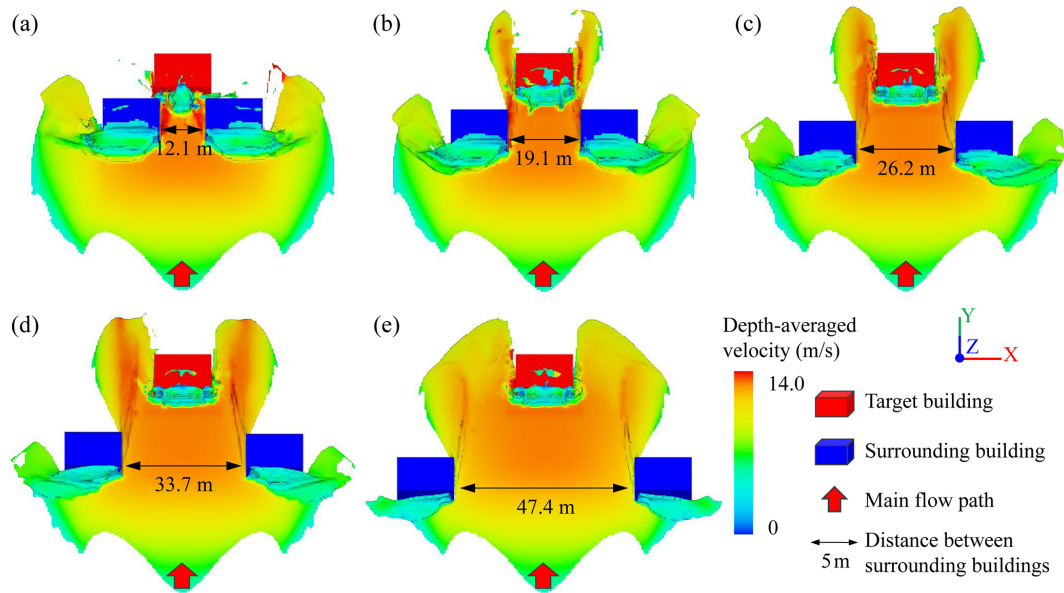 (a)
12.1 m
(b)
19.1 m
(c)
26.2 m
(d)
33.7 m
(e)
47.4 m
Depth-averaged
velocity (m/s)
14.0
0
Y
Z
X
Target building
Surrounding building
Main flow path
Distance between
5 m
surrounding buildings